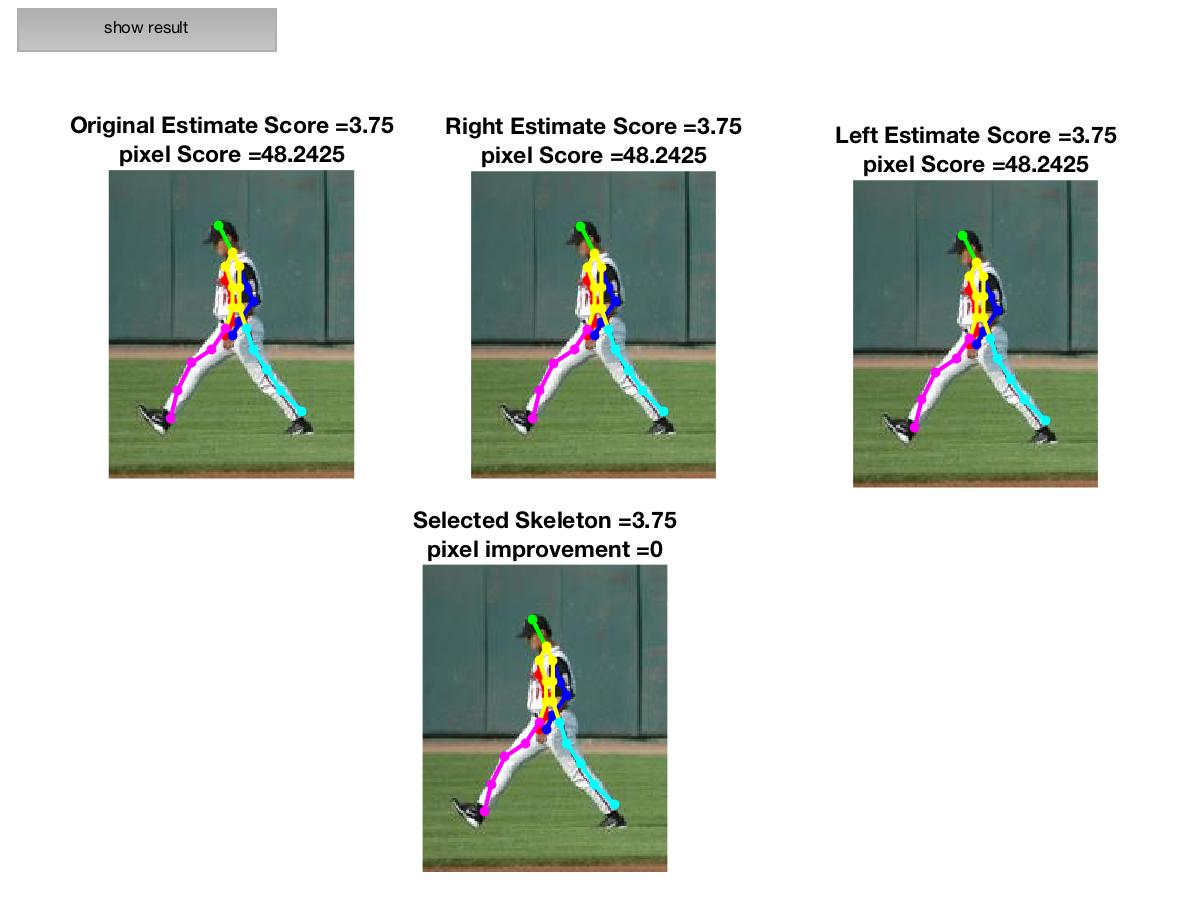 show result
Original Estimate Score =3.75
pixel Score =48.2425
Right Estimate Score =3.75
pixel Score =48.2425
Left Estimate Score =3.75
pixel Score =48.2425
Selected Skeleton =3.75
pixel improvement =0